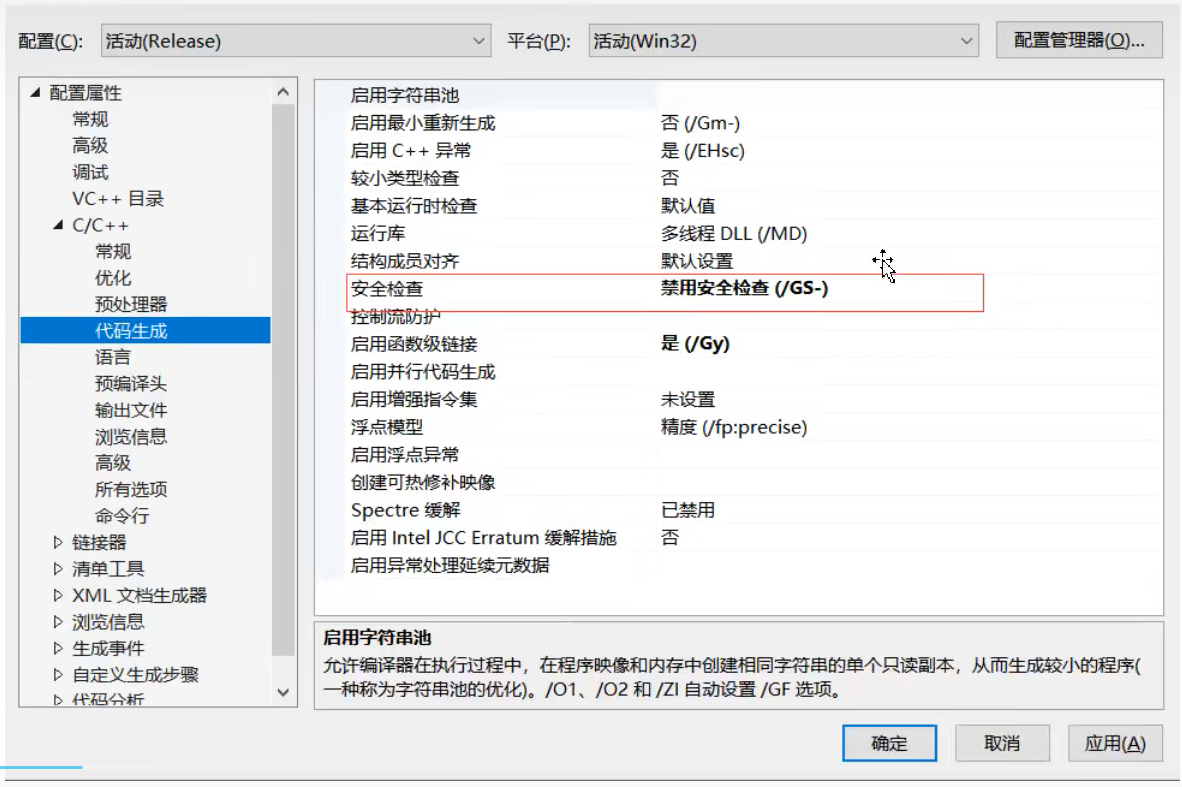 配置(C): 活动(Release) 平台(P): 活动(Win32) 配置管理器(O)...
配置属性
常规
高级
调试
VC++ 目录
C/C++
常规
优化
预处理器
代码生成
语言
预编译头
输出文件
浏览信息
高级
所有选项
命令行
链接器
清单工具
XML 文档生成器
浏览信息
生成事件
自定义生成步骤
代码分析
启用字符串池
启用最小重新生成 否 (/Gm-)
启用 C++ 异常 是 (/EHsc)
较小类型检查 否
基本运行时检查 默认值
运行库 多线程 DLL (/MD)
结构成员对齐 默认设置
安全检查 禁用安全检查 (/GS-)
控制流防护
启用函数级链接 是 (/Gy)
启用并行代码生成
启用增强指令集 未设置
浮点模型 精度 (/fp:precise)
启用浮点异常
创建可热修补映像
Spectre 缓解 已禁用
启用 Intel JCC Erratum 缓解措施 否
启用异常处理延续元数据
启用字符串池
允许编译器在执行过程中，在程序映像和内存中创建相同字符串的单个只读副本，从而生成较小的程序(
一种称为字符串池的优化)。/O1、/O2 和 /ZI 自动设置 /GF 选项。
确定 取消 应用(A)